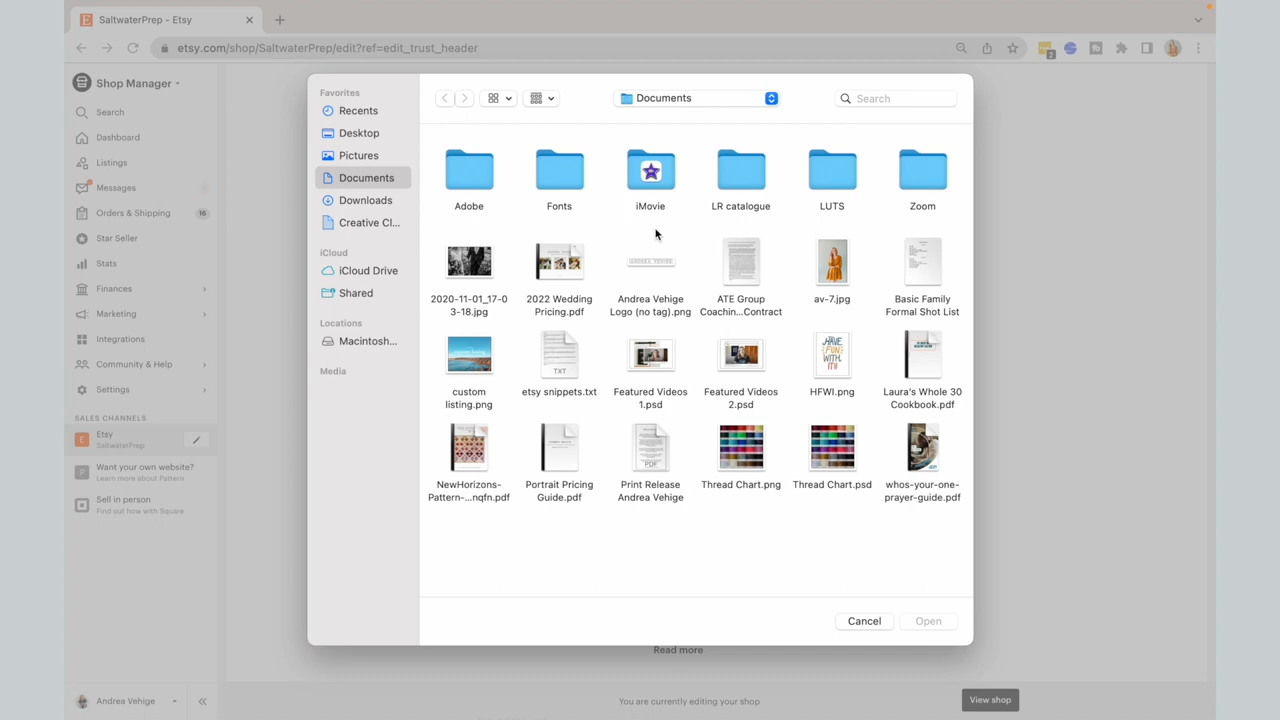 SaltwaterPrep - Etsy
etsy.com/shop/SaltwaterPrep/edit?ref=edit_trust_header
2
Shop Manager
Search
Dashboard
Listings
Messages
Orders & Shipping 16
Star Seller
Stats
Finances
Marketing
Integrations
Community & Help
Settings
SALES CHANNELS
Etsy
SaltwaterPrep
Want your own website?
Learn more about Pattern
Sell in person
Find out how with Square
Andrea Vehige
Favorites
Recents
Desktop
Pictures
Documents
Downloads
Creative Cl...
iCloud
iCloud Drive
Shared
Locations
Macintosh...
Media
Documents
Search
Adobe
Fonts
iMovie
LR catalogue
LUTS
Zoom
2020-11-01_17-0
3-18.jpg
2022 Wedding
Pricing.pdf
ANDREA VEHIGE
Andrea Vehige
Logo (no tag).png
ATE Group
Coachin...Contract
av-7.jpg
Basic Family
Formal Shot List
custom
listing.png
TXT
etsy snippets.txt
Featured Videos
1.psd
Featured Videos
2.psd
HAVE
FUN
WITH
IT!!
HFWI.png
Laura's Whole 30
Cookbook.pdf
NewHorizons-
Pattern-...nqfn.pdf
Portrait Pricing
Guide.pdf
PDF
Print Release
Andrea Vehige
Thread Chart.png
Thread Chart.psd
whos-your-one-
prayer-guide.pdf
Cancel
Open
Read more
You are currently editing your shop
View shop